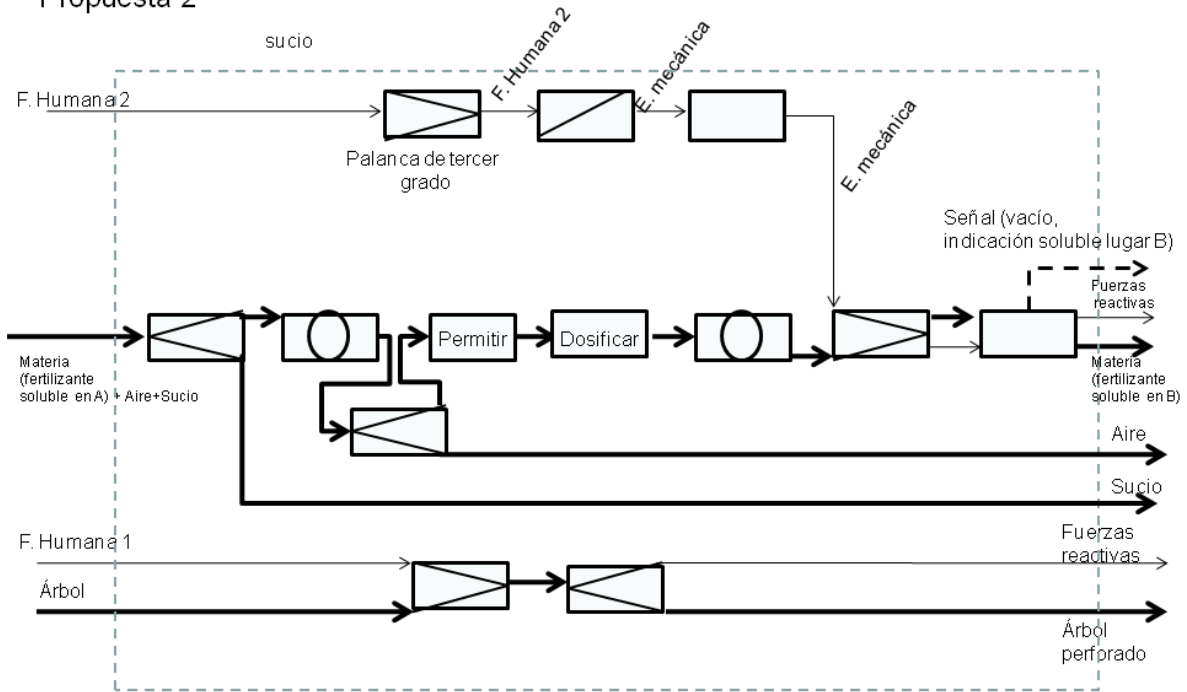 Propuesta 2
sucio
F. Humana 2
F. Humana 2
E. mecánica
Palanca de tercer
grado
E. mecánica
Señal (vacío,
indicación soluble lugar B)
Fuerzas
reactivas
Permitir
Dosificar
Materia
(fertilizante
soluble en A) + Aire+Sucio
Materia
(fertilizante
soluble en B)
Aire
Sucio
F. Humana 1
Fuerzas
reactivas
Árbol
Árbol
perforado